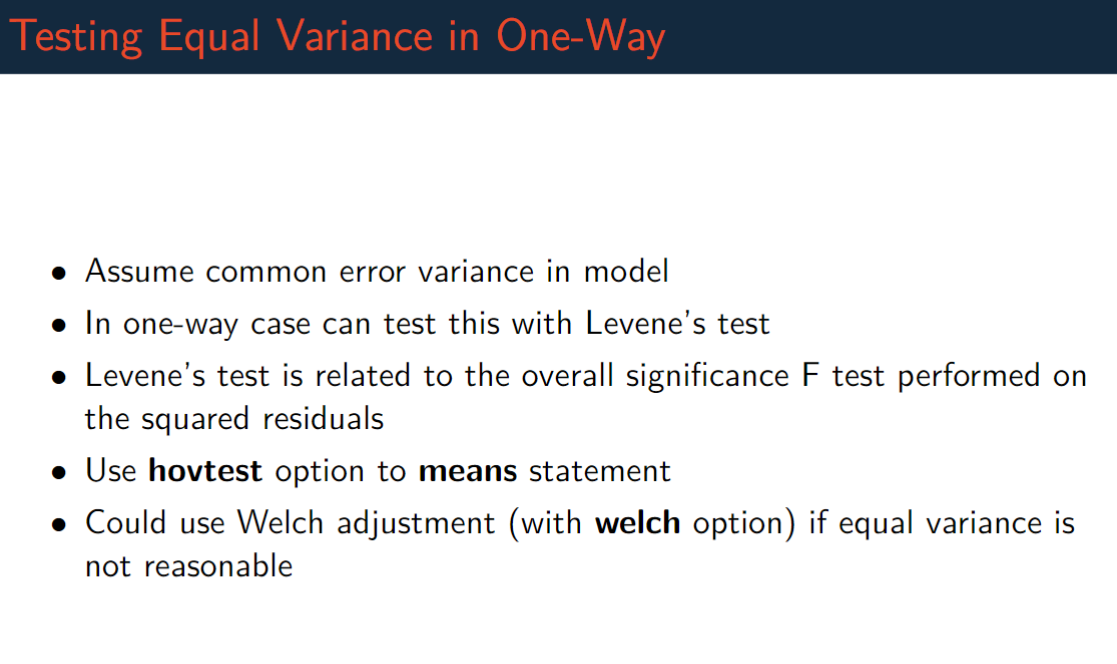 Testing Equal Variance in One-Way
• Assume common error variance in model
• In one-way case can test this with Levene's test
• Levene's test is related to the overall significance F test performed on
the squared residuals
• Use hovtest option to means statement
• Could use Welch adjustment (with welch option) if equal variance is
not reasonable